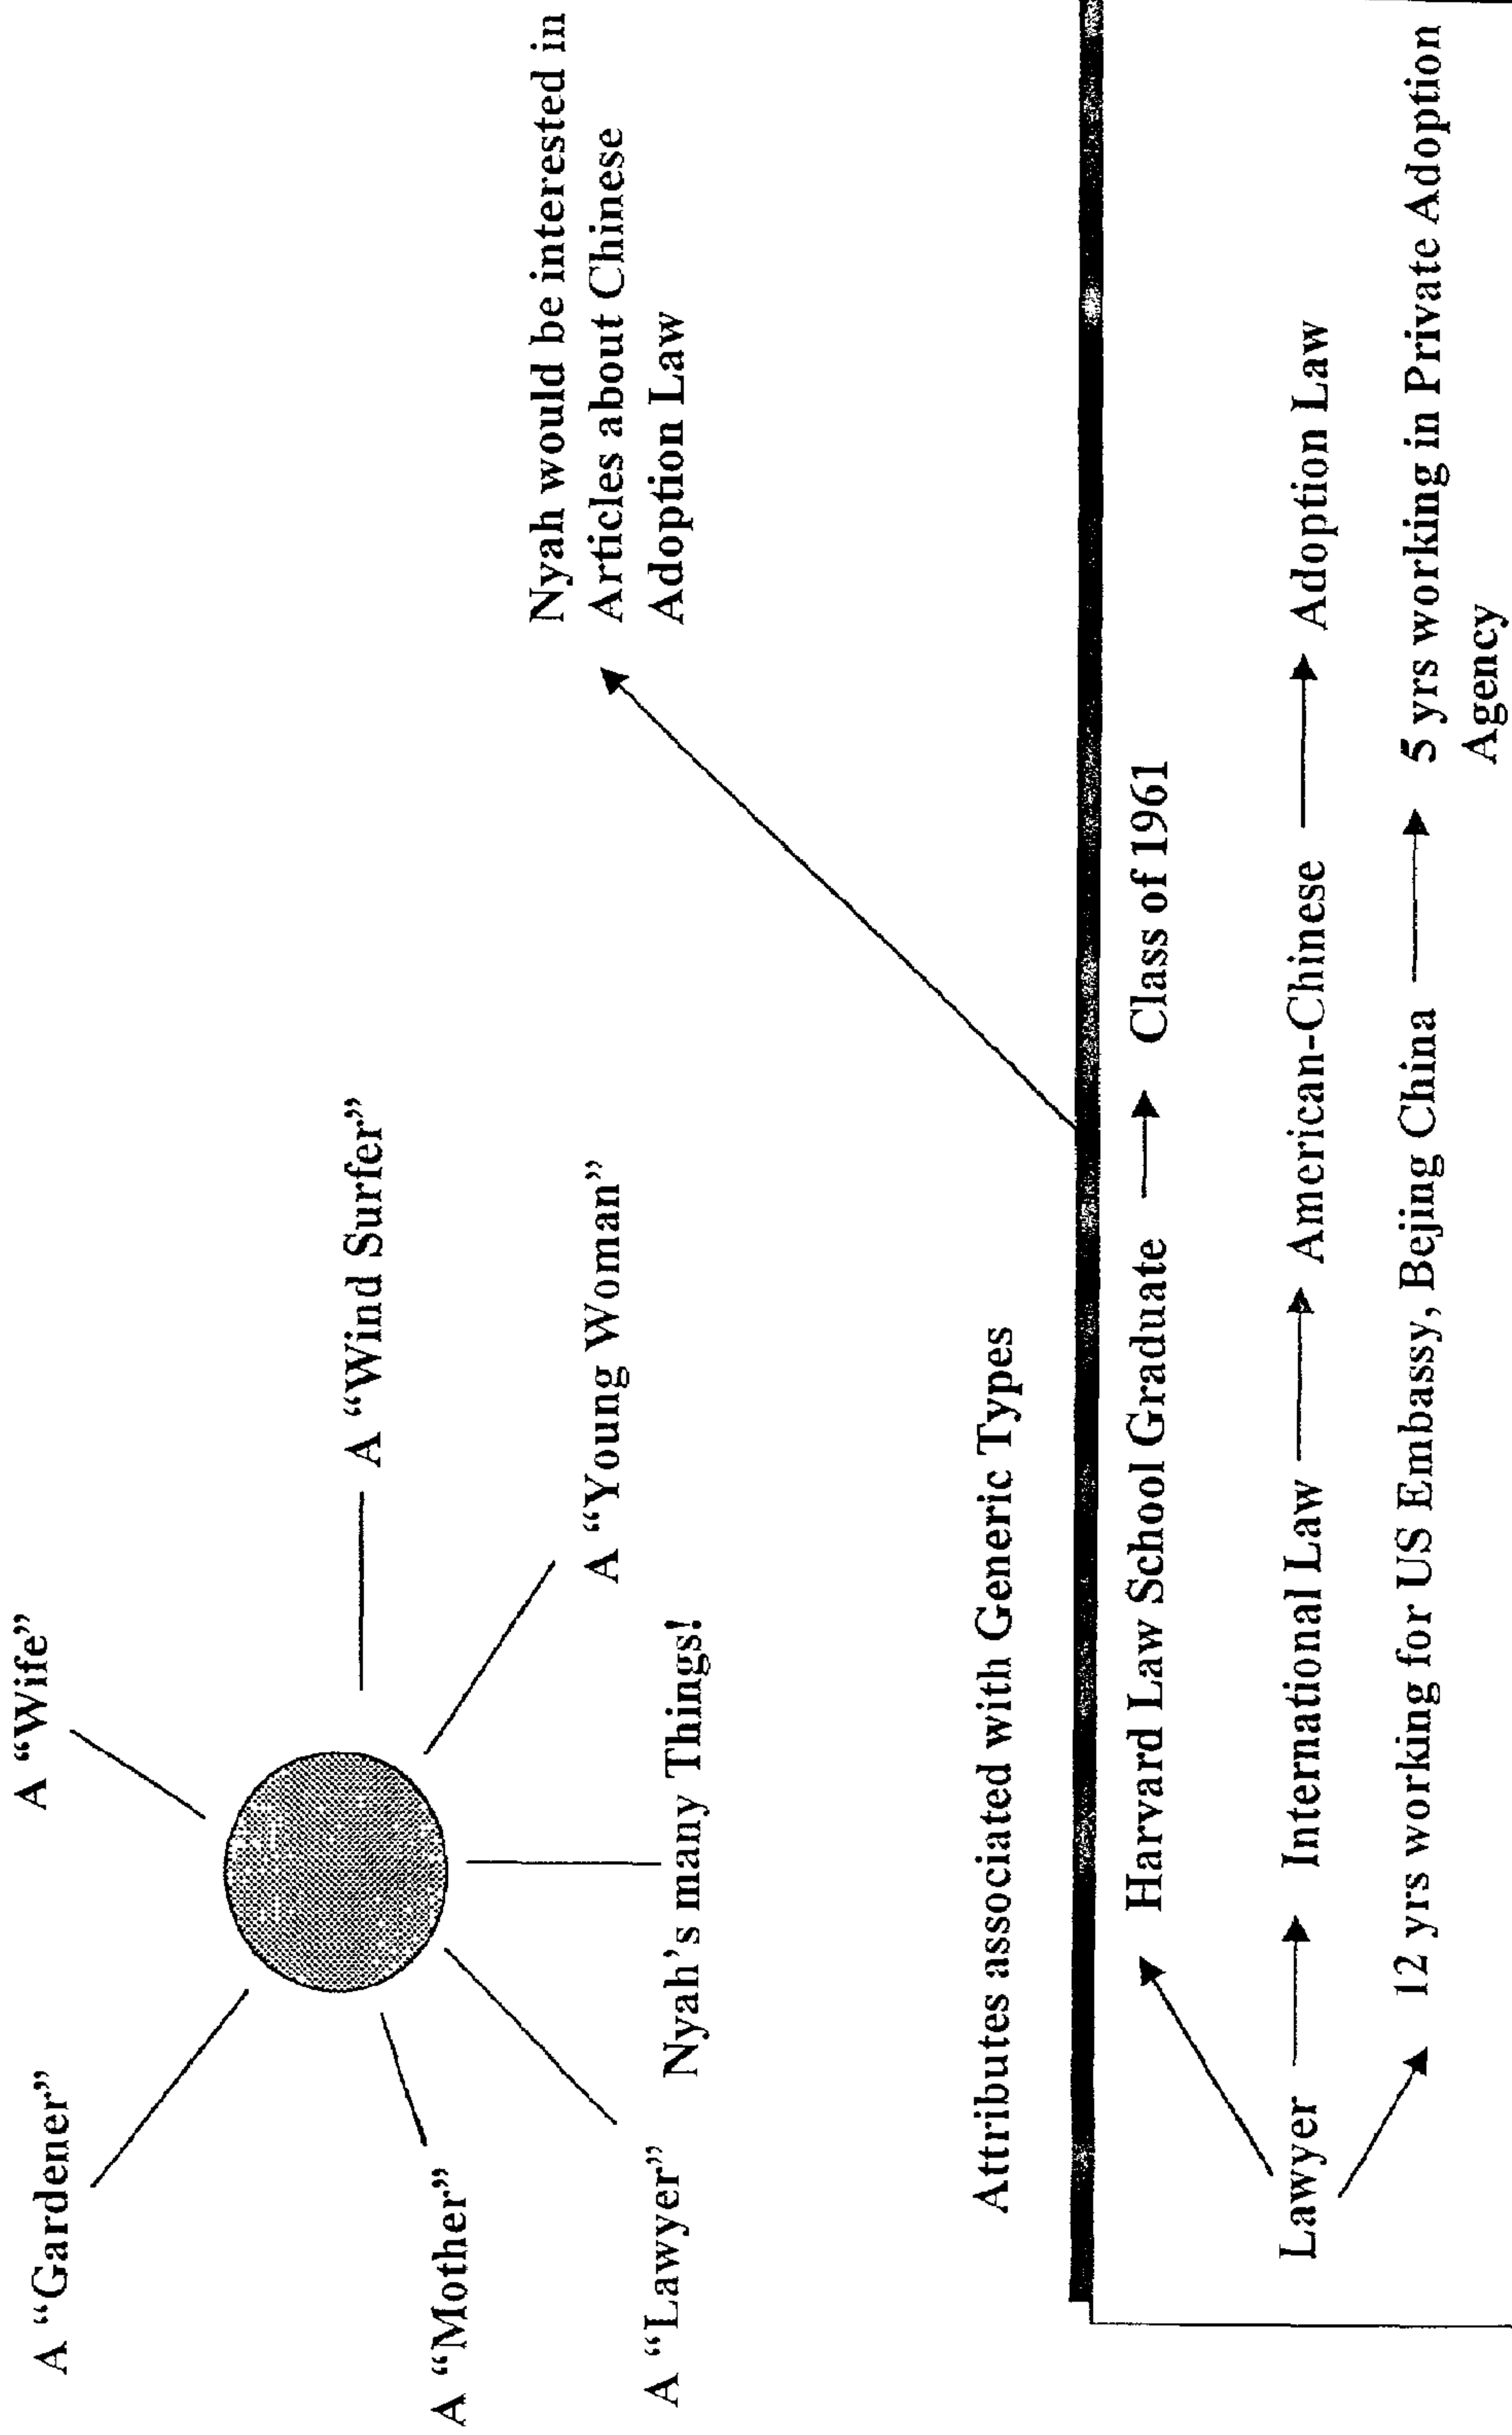 A “Wife”
A “Gardener”
A “Wind Surfer”
A “Mother”
A “Young Woman”
A “Lawyer”
Nyah’s many Things!
Nyah would be interested in
Articles about Chinese
Adoption Law
Attributes associated with Generic Types
Harvard Law School Graduate
Class of 1961
Lawyer
International Law
American-Chinese
Adoption Law
12 yrs working for US Embassy, Bejing China
5 yrs working in Private Adoption
Agency